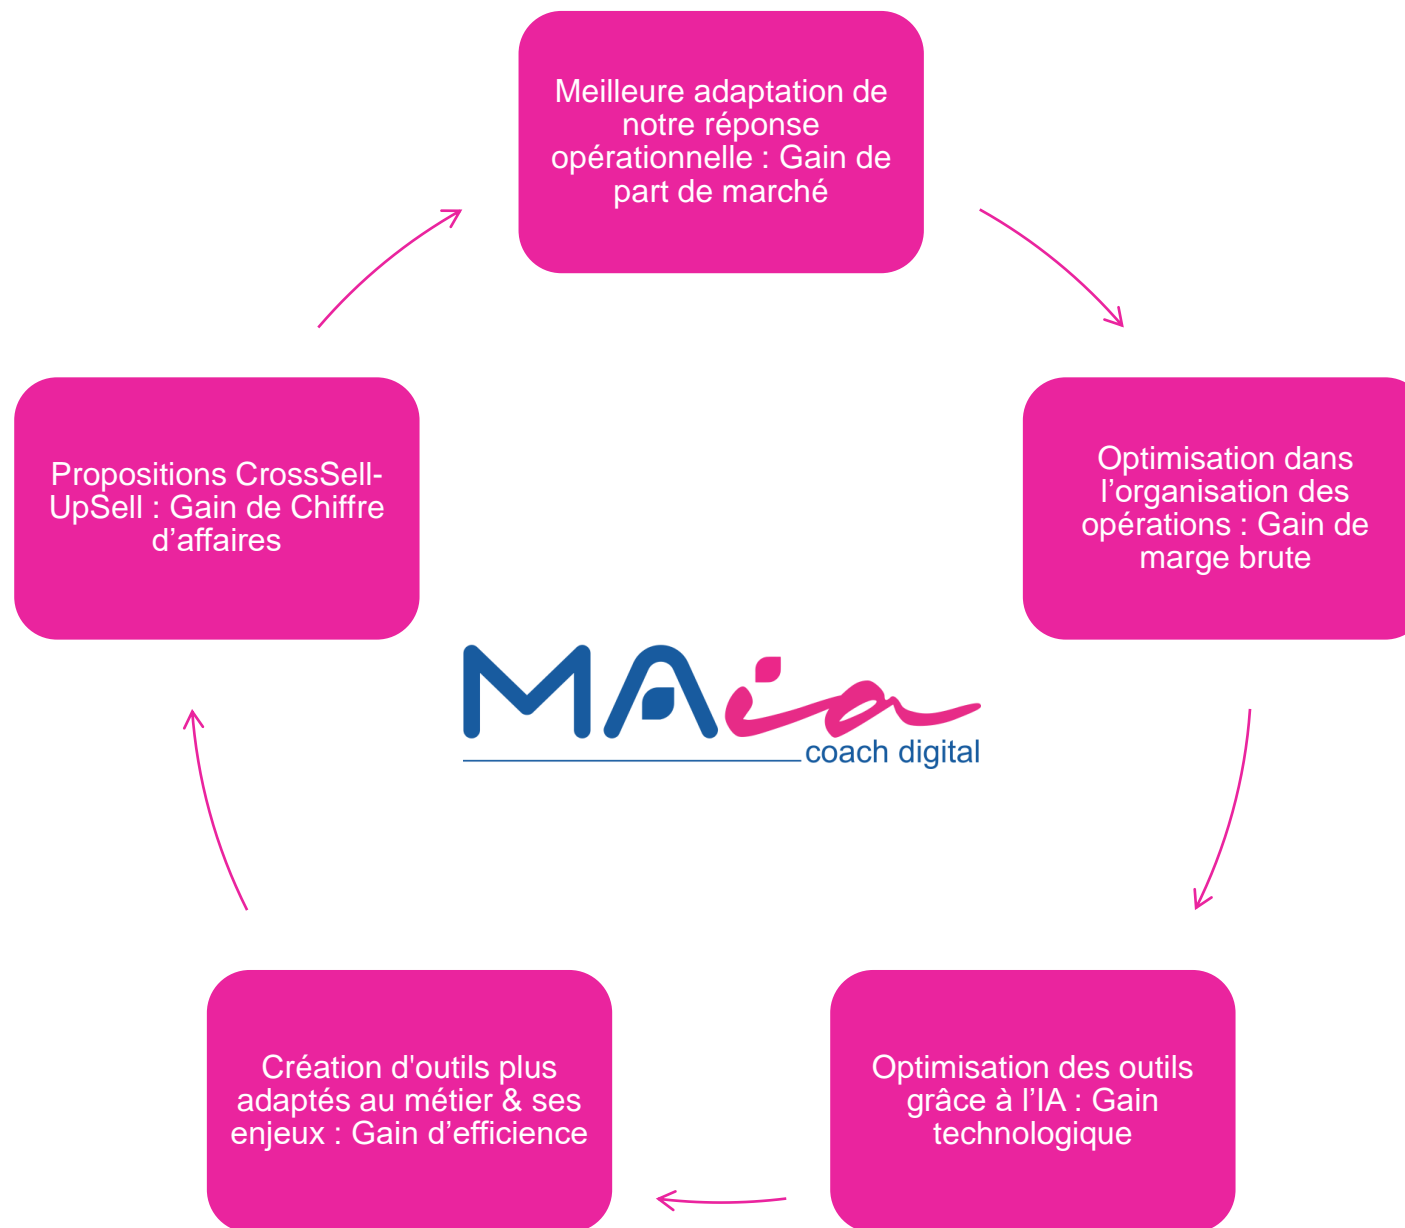 Meilleure adaptation de
notre réponse
opérationnelle : Gain de
part de marché
Optimisation dans
l’organisation des
opérations : Gain de
marge brute
Optimisation des outils
grâce à l’IA : Gain
technologique
Création d'outils plus
adaptés au métier & ses
enjeux : Gain d’efficience
Propositions CrossSell-
UpSell : Gain de Chiffre
d’affaires
MAia
coach digital